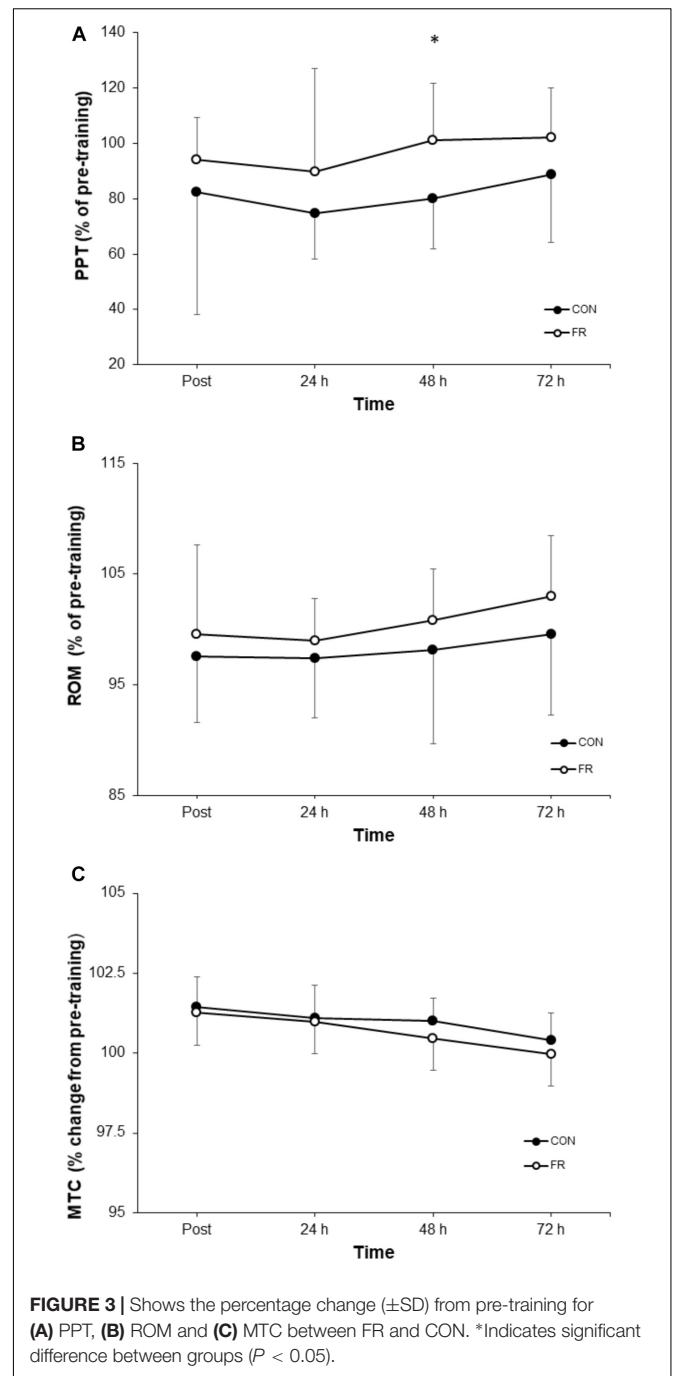 A
140
*
120
100
80
60
40
20
PPT (% of pre-training)
CON
FR
Post 24 h 48 h 72 h
Time
B
115
105
95
85
ROM (% of pre-training)
CON
FR
Post 24 h 48 h 72 h
Time
C
105
102.5
100
97.5
95
MTC (% change from pre-training)
CON
FR
Post 24 h 48 h 72 h
Time
FIGURE 3 | Shows the percentage change (±SD) from pre-training for
(A) PPT, (B) ROM and (C) MTC between FR and CON. *Indicates significant
difference between groups (P < 0.05).